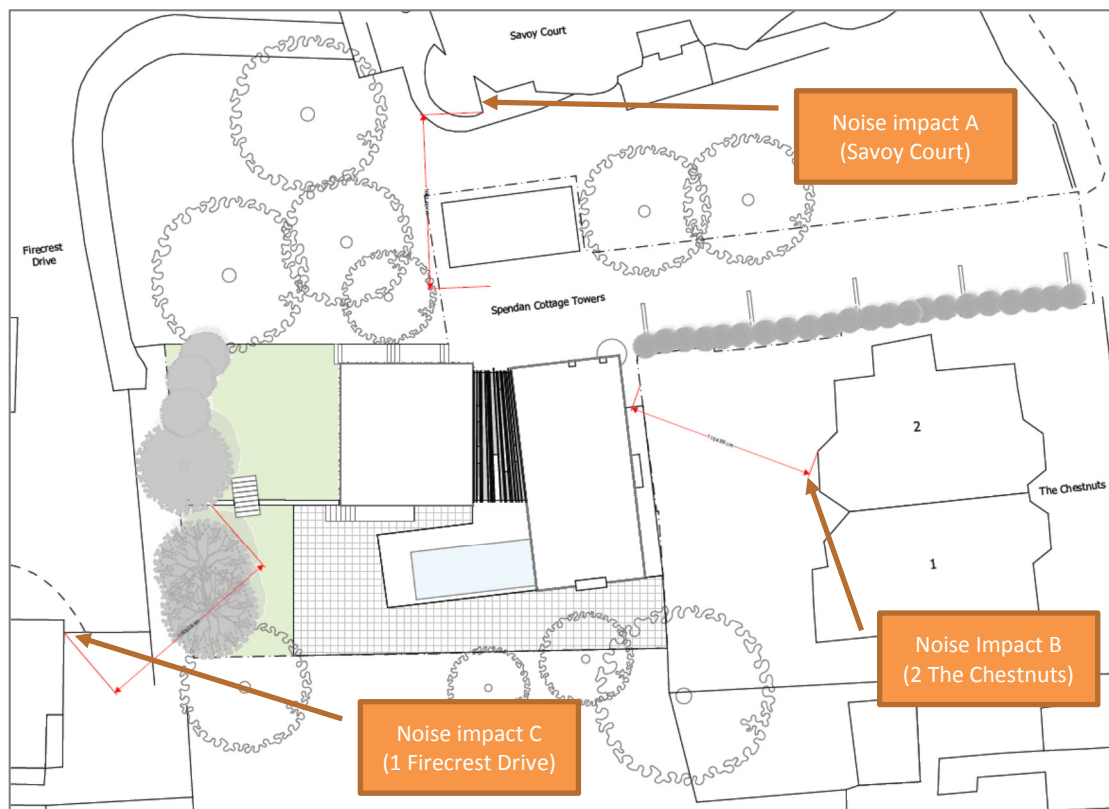 Savoy Court
Noise impact A
(Savoy Court)
Firecrest
Drive
Spendan Cottage Towers
2
The Chestnuts
1
Noise Impact B
(2 The Chestnuts)
Noise impact C
(1 Firecrest Drive)